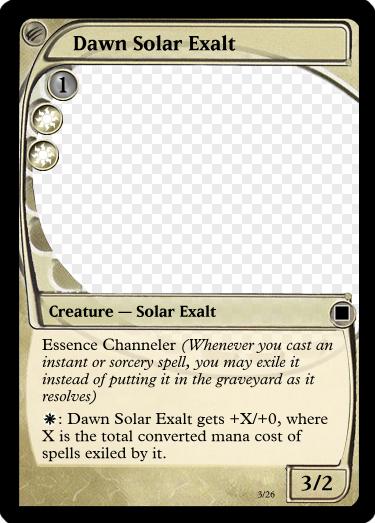 Dawn Solar Exalt
1
Creature — Solar Exalt
Essence Channeler (Whenever you cast an
instant or sorcery spell, you may exile it
instead of putting it in the graveyard as it
resolves)
: Dawn Solar Exalt gets +X/+0, where
X is the total converted mana cost of
spells exiled by it.
3/26
3/2